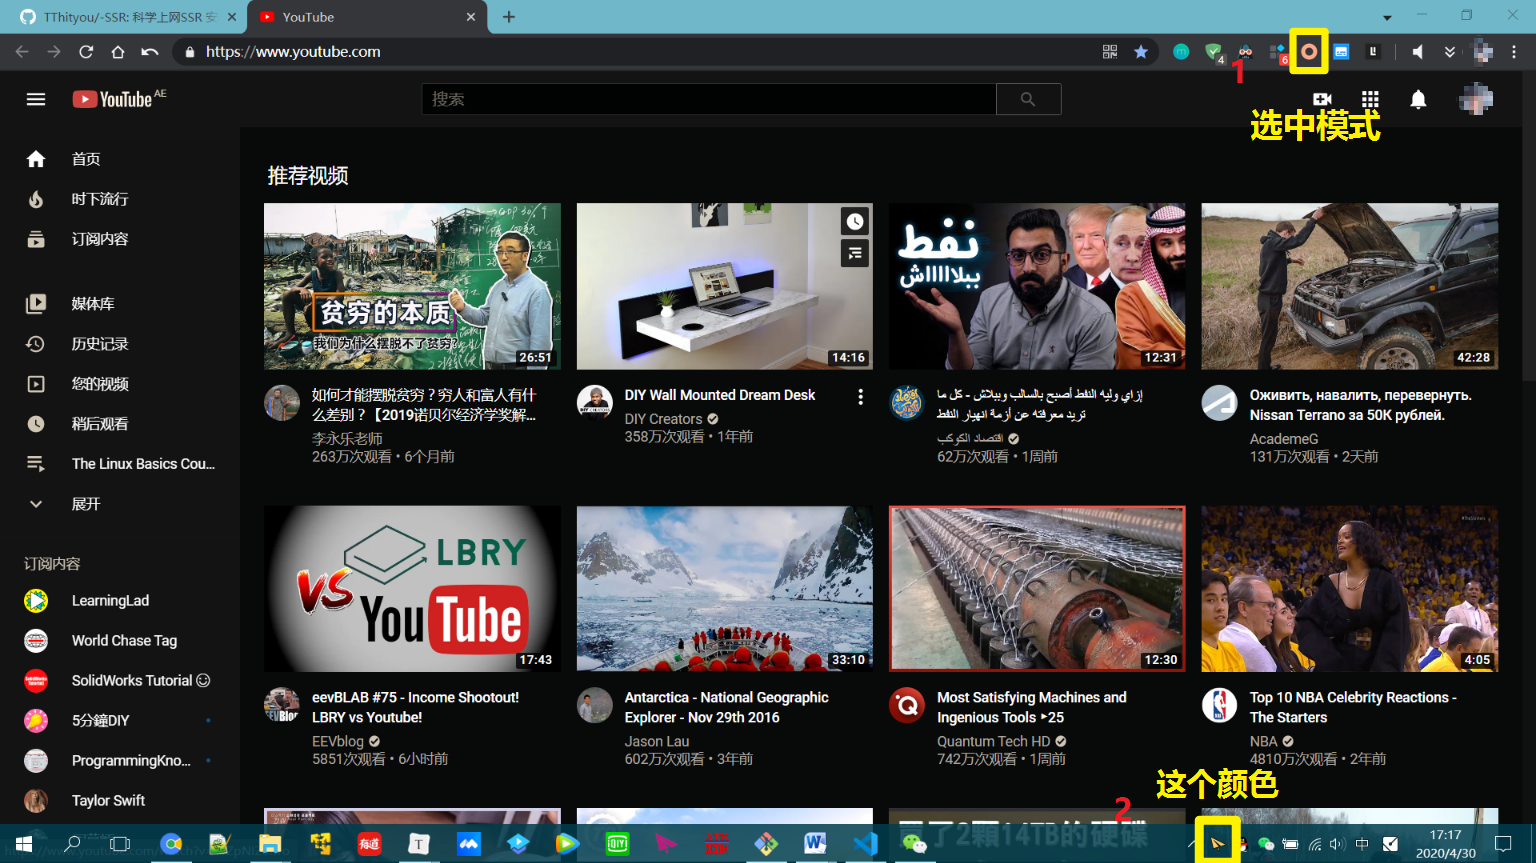 TThityou/-SSR: 科学上网SSR 安
YouTube
https://www.youtube.com
4
6
1
YouTube AE
搜索
选中模式
首页
时下流行
订阅内容
媒体库
历史记录
您的视频
稍后观看
The Linux Basics Cou...
展开
订阅内容
LearningLad
World Chase Tag
SolidWorks Tutorial
5分鐘DIY
ProgrammingKno...
Taylor Swift
推荐视频
贫穷的本质
我们为什么摆脱不了贫穷?
26:51
14:16
نفط
ببلااااش
12:31
42:28
如何才能摆脱贫穷？穷人和富人有什
么差别？【2019诺贝尔经济学奖解...
李永乐老师
263万次观看 • 6个月前
DIY Wall Mounted Dream Desk
DIY Creators
358万次观看 • 1年前
إزاي وليه النفط أصبح بالسالب وببلاش - كل ما
تريد معرفته عن أزمة انهيار النفط
اقتصاد الكوكب
62万次观看 • 1周前
Оживить, навалить, перевернуть.
Nissan Terrano за 50К рублей.
AcademeG
131万次观看 • 2天前
LBRY
VS
YouTube
17:43
33:10
12:30
4:05
eevBLAB #75 - Income Shootout!
LBRY vs Youtube!
EEVblog
5851次观看 • 6小时前
Antarctica - National Geographic
Explorer - Nov 29th 2016
Jason Lau
602万次观看 • 3年前
Most Satisfying Machines and
Ingenious Tools ‣25
Quantum Tech HD
742万次观看 • 1周前
Top 10 NBA Celebrity Reactions -
The Starters
NBA
4810万次观看 • 2年前
这个颜色
2
买了2颗14TB的硬碟
中
17:17
2020/4/30